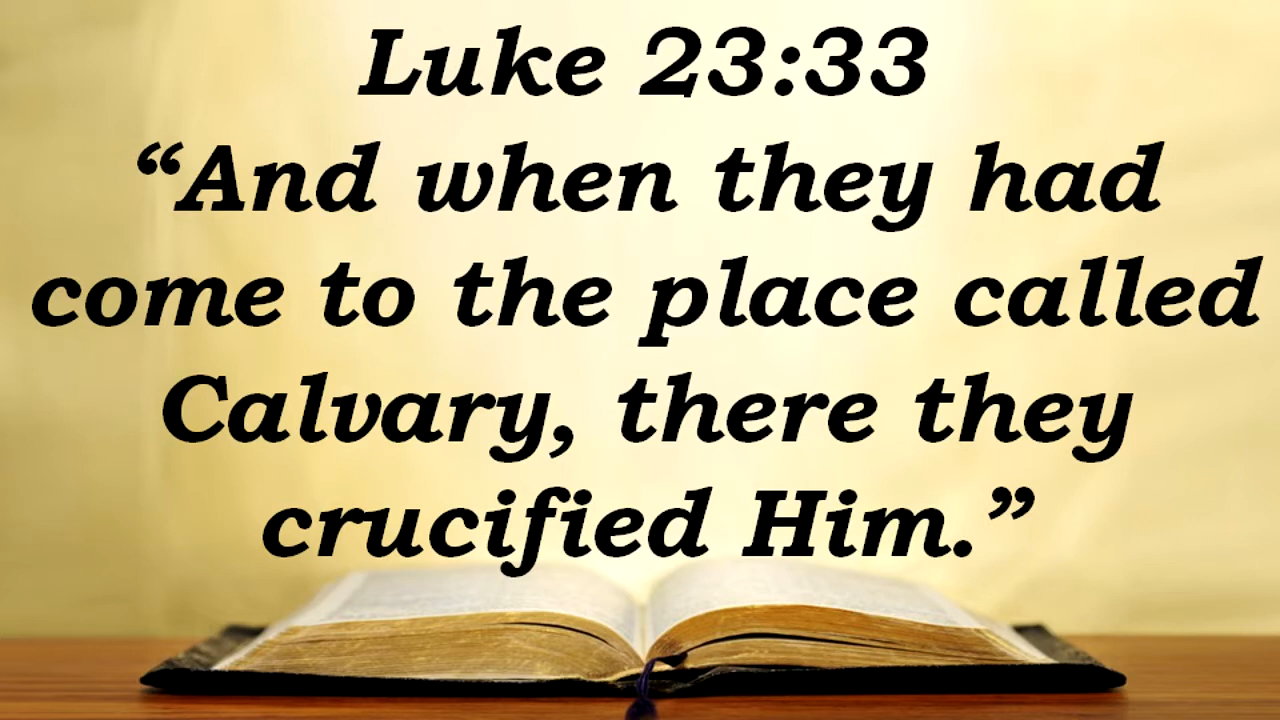 Luke 23:33
“And when they had
come to the place called
Calvary, there they
crucified Him.”